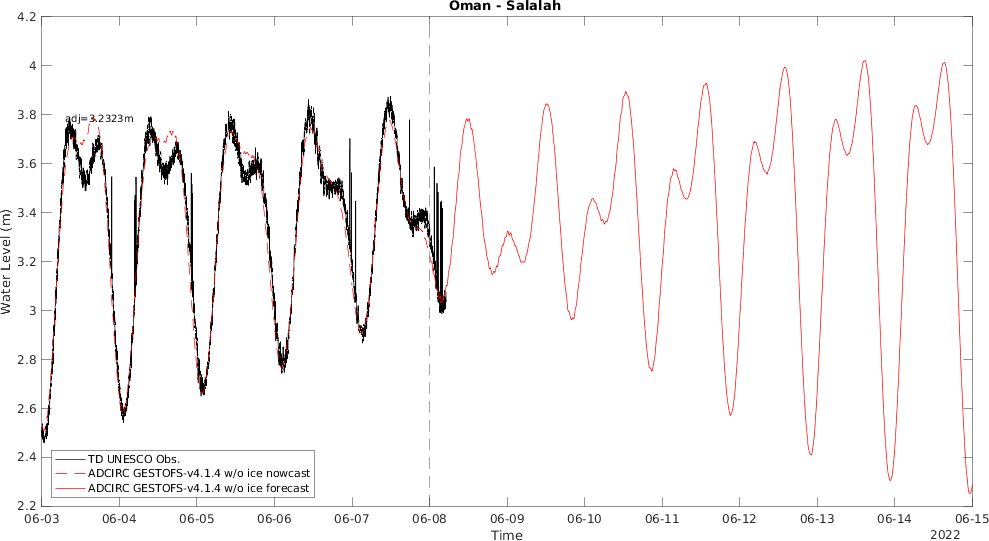 Oman - Salalah
4.2
4
3.8
3.6
3.4
3.2
3
2.8
2.6
2.4
2.2
Water Level (m)
adj=3.2323m
TD UNESCO Obs.
ADCIRC GESTOFS-v4.1.4 w/o ice nowcast
ADCIRC GESTOFS-v4.1.4 w/o ice forecast
06-03 06-04 06-05 06-06 06-07 06-08 06-09 06-10 06-11 06-12 06-13 06-14 06-15
Time
2022